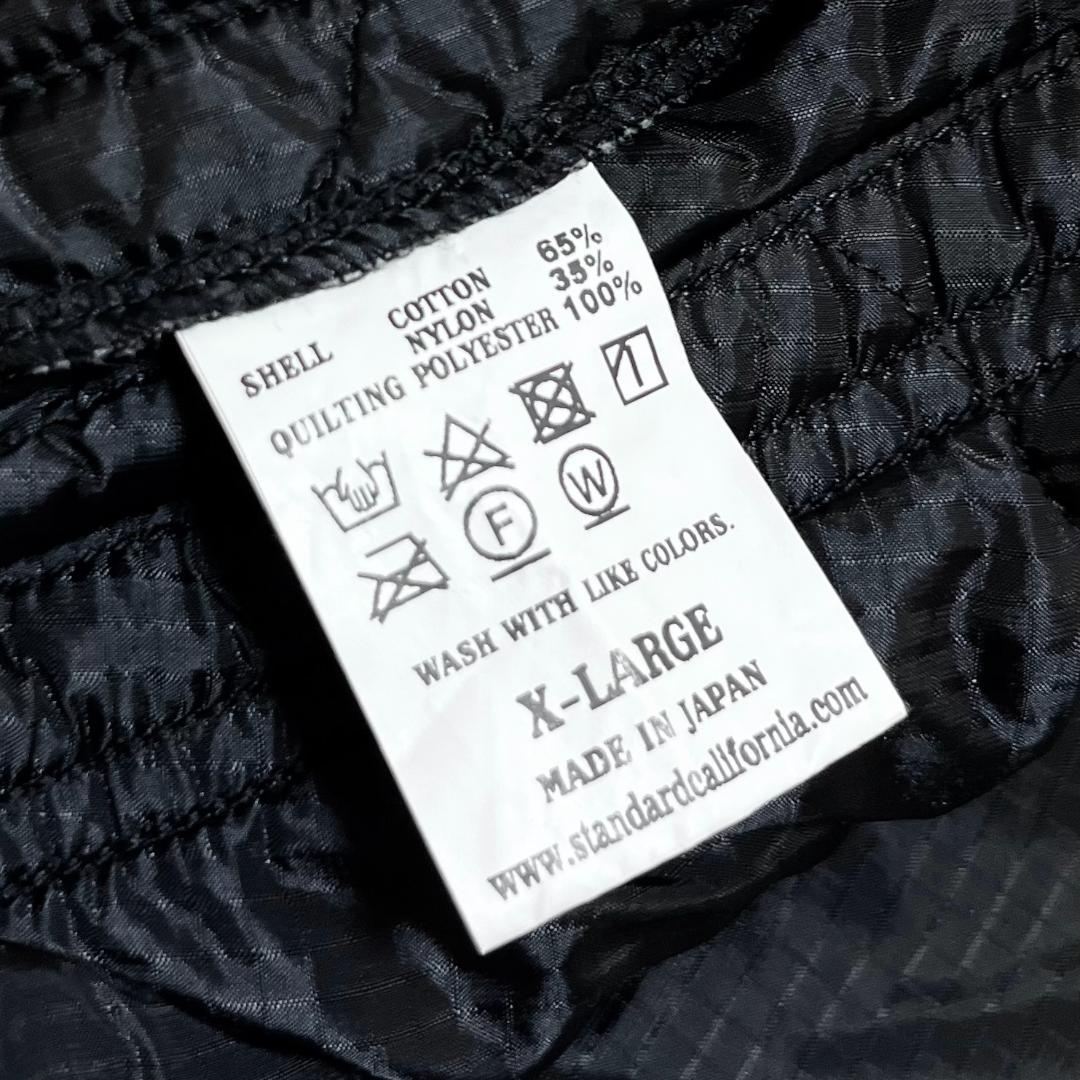 SHELL COTTON 65%
NYLON 35%
QUILTING POLYESTER 100%
F
W
WASH WITH LIKE COLORS.
X-LARGE
MADE IN JAPAN
www.standardcalifornia.com